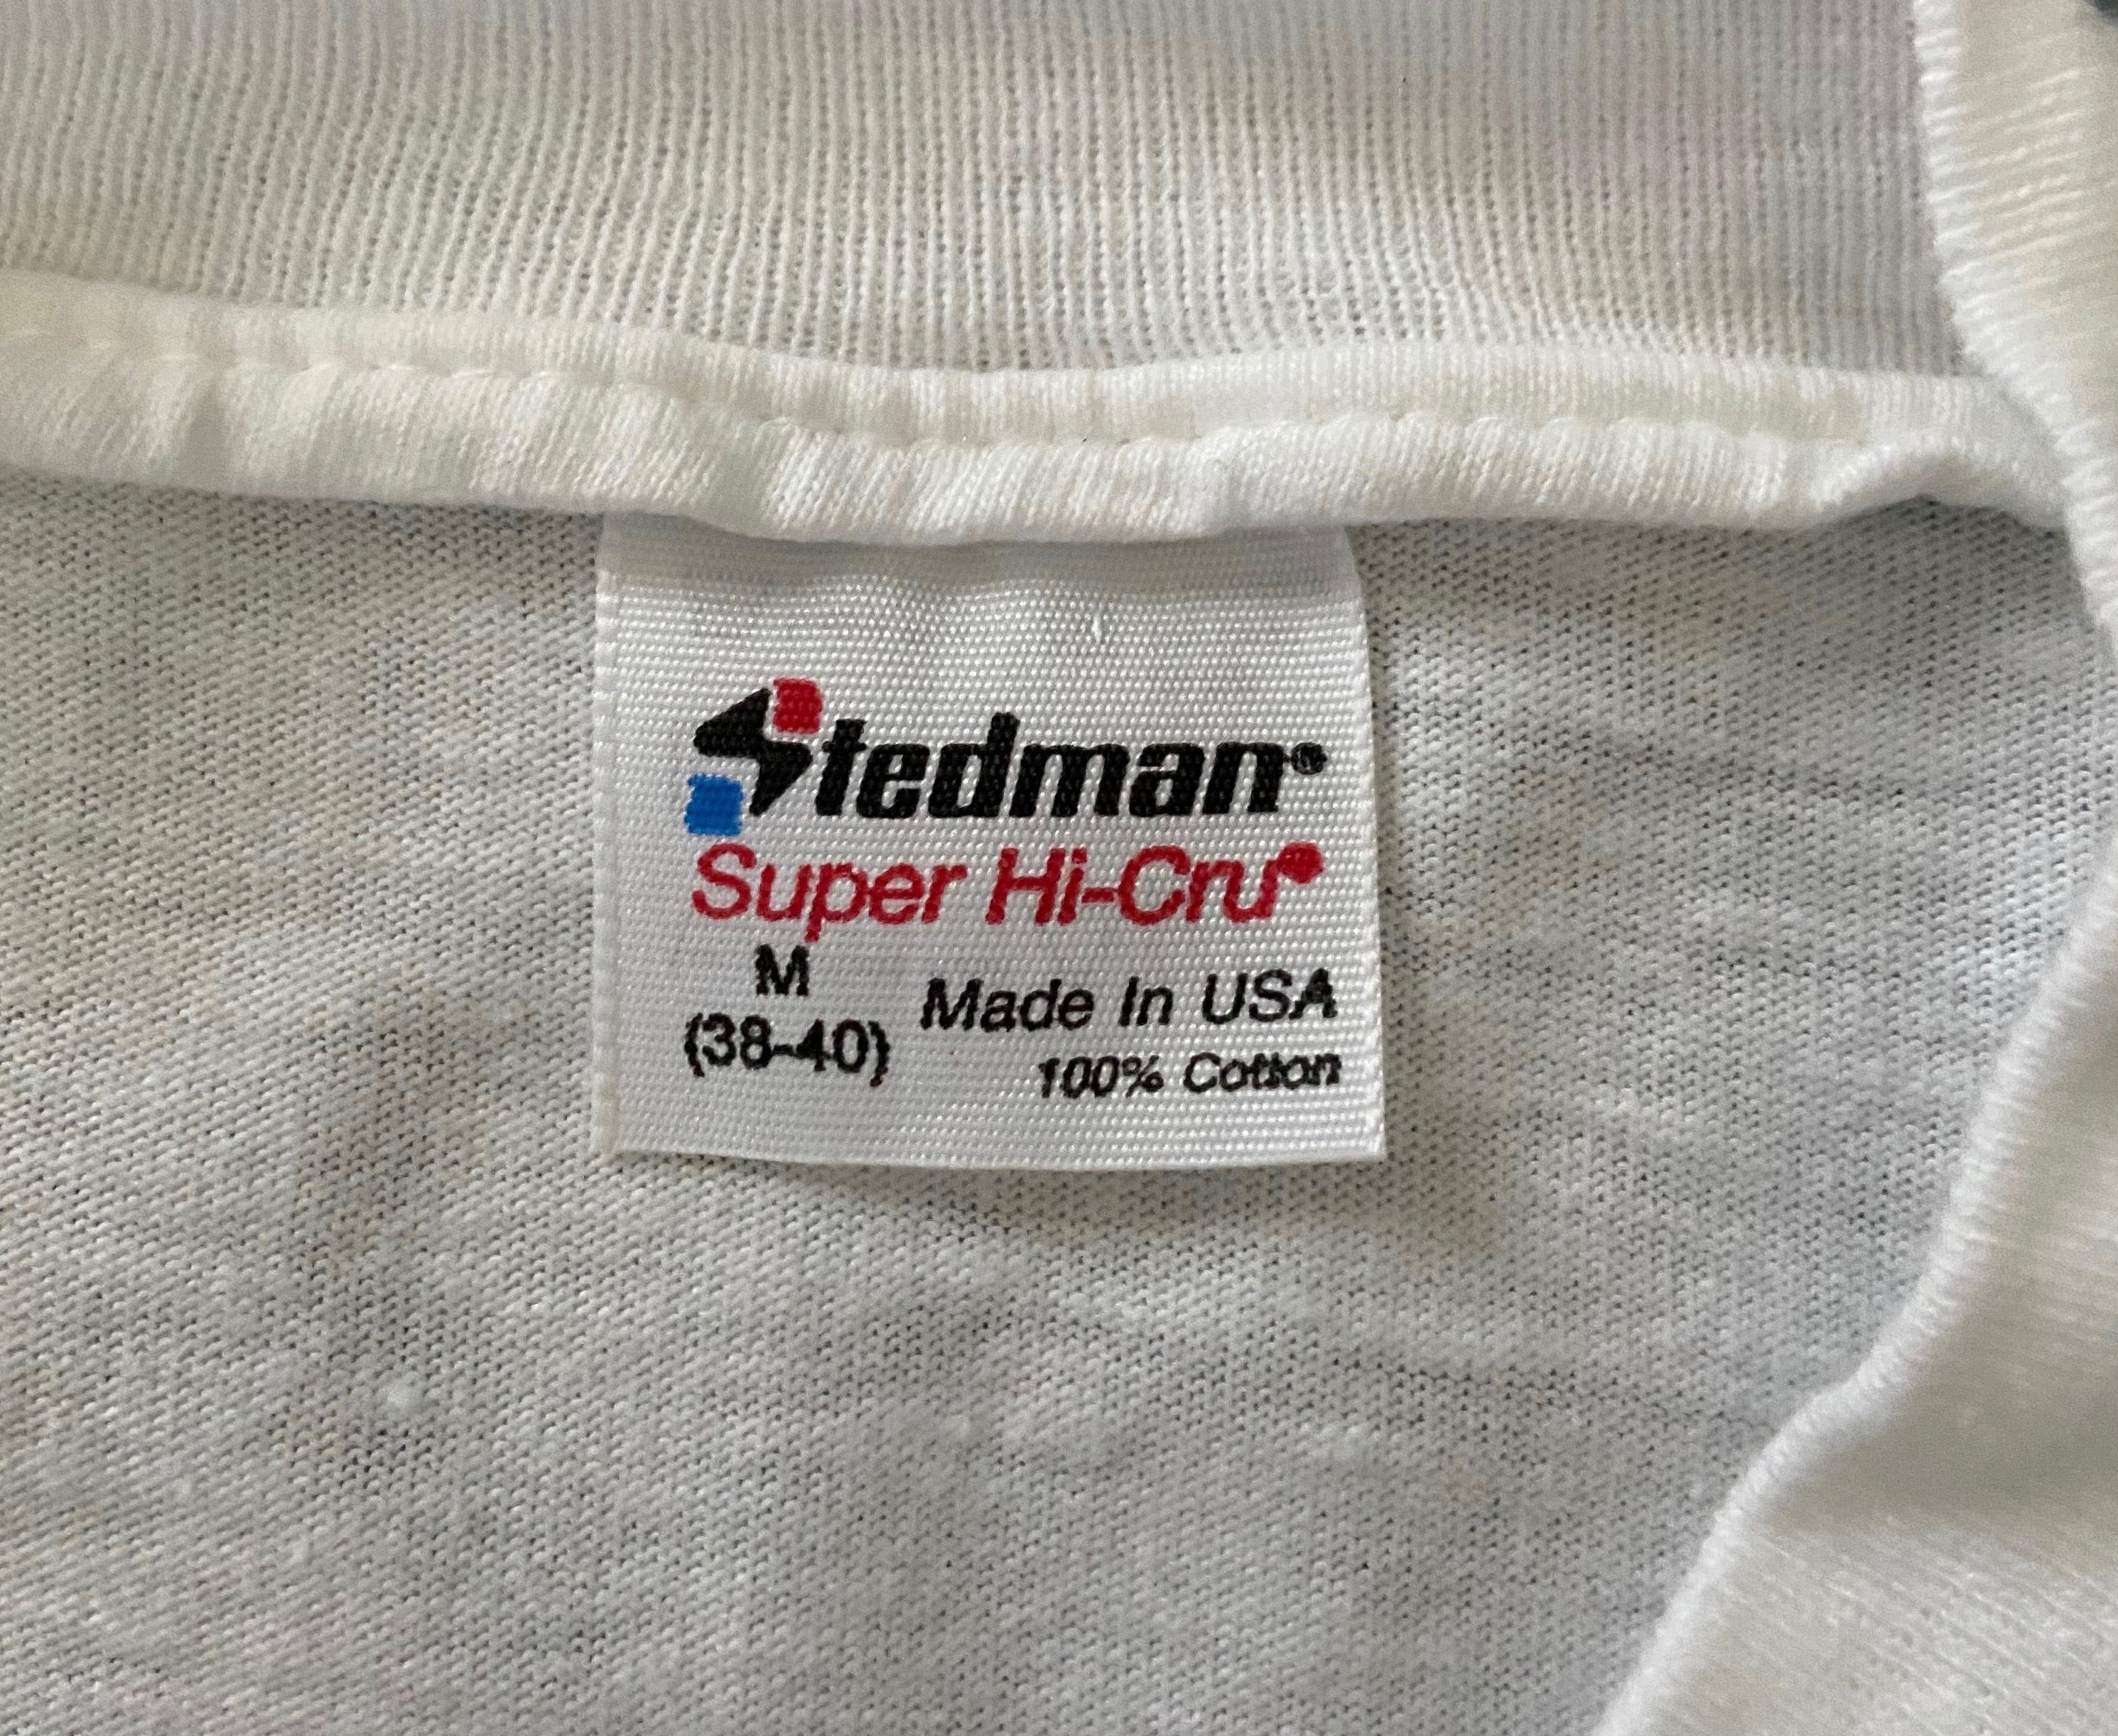 Stedman®
Super Hi-Cru®
M
(38-40)
Made In USA
100% Cotton